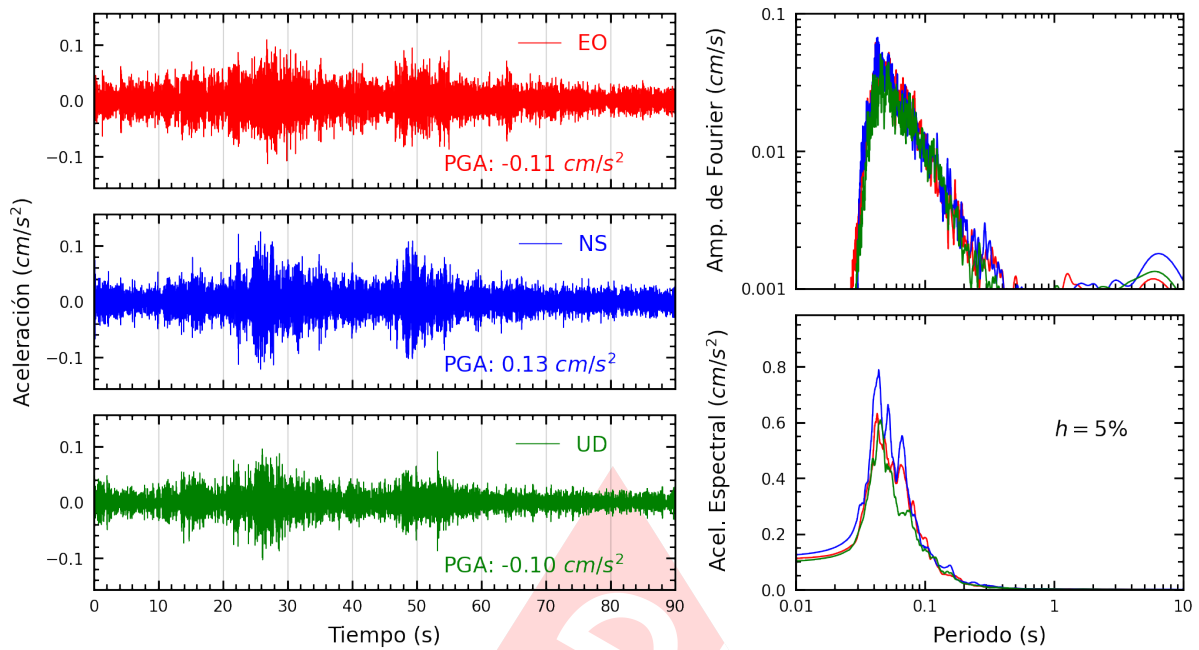 Aceleración (cm/s²)
0.1
0.0
−0.1
EO
PGA: -0.11 cm/s²
0.1
0.0
−0.1
NS
PGA: 0.13 cm/s²
0.1
0.0
−0.1
UD
PGA: -0.10 cm/s²
0 10 20 30 40 50 60 70 80 90
Tiempo (s)
Amp. de Fourier (cm/s)
0.1
0.01
0.001
Acel. Espectral (cm/s²)
0.8
0.6
0.4
0.2
0.0
h = 5%
0.01 0.1 1 10
Periodo (s)